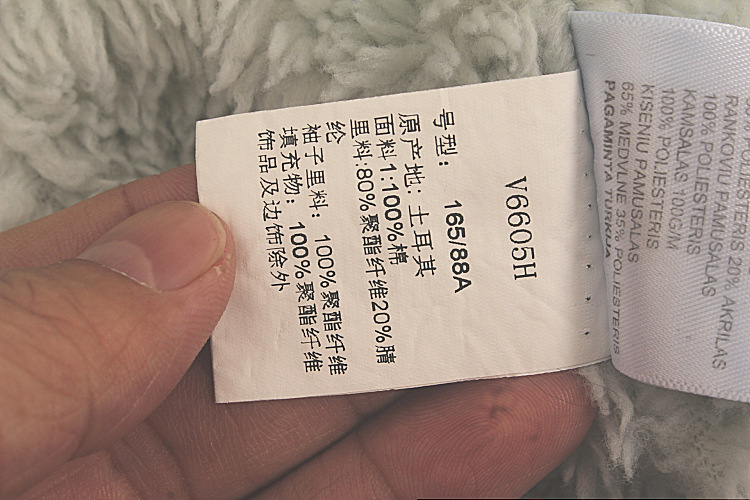 V6605H
号型: 165/88A
原产地: 土耳其
面料1:100%棉
里料:80%聚酯纤维20%腈
纶
袖子里料: 100%聚酯纤维
填充物: 100%聚酯纤维
饰品及边饰除外
20% AKRILAS
RANKOVIU PAMUSALAS
100% POLIESTERIS
KAMSALAS 100G/M
100% POLIESTERIS
KISENIU PAMUSALAS
65% MEDVYLNE 35% POLIESTERIS
PAGAMINTA TURKIJA